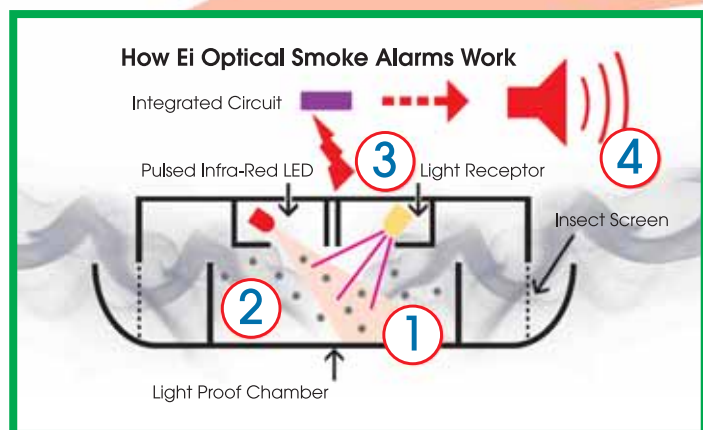 How Ei Optical Smoke Alarms Work
Integrated Circuit
3
4
Pulsed Infra-Red LED
Light Receptor
Insect Screen
2
1
Light Proof Chamber